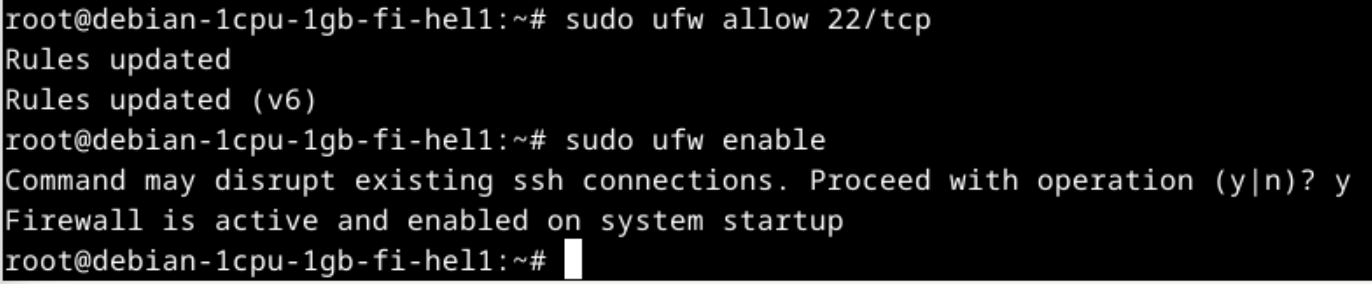 root@debian-1cpu-1gb-fi-hel1:~# sudo ufw allow 22/tcp
Rules updated
Rules updated (v6)
root@debian-1cpu-1gb-fi-hel1:~# sudo ufw enable
Command may disrupt existing ssh connections. Proceed with operation (y|n)? y
Firewall is active and enabled on system startup
root@debian-1cpu-1gb-fi-hel1:~#